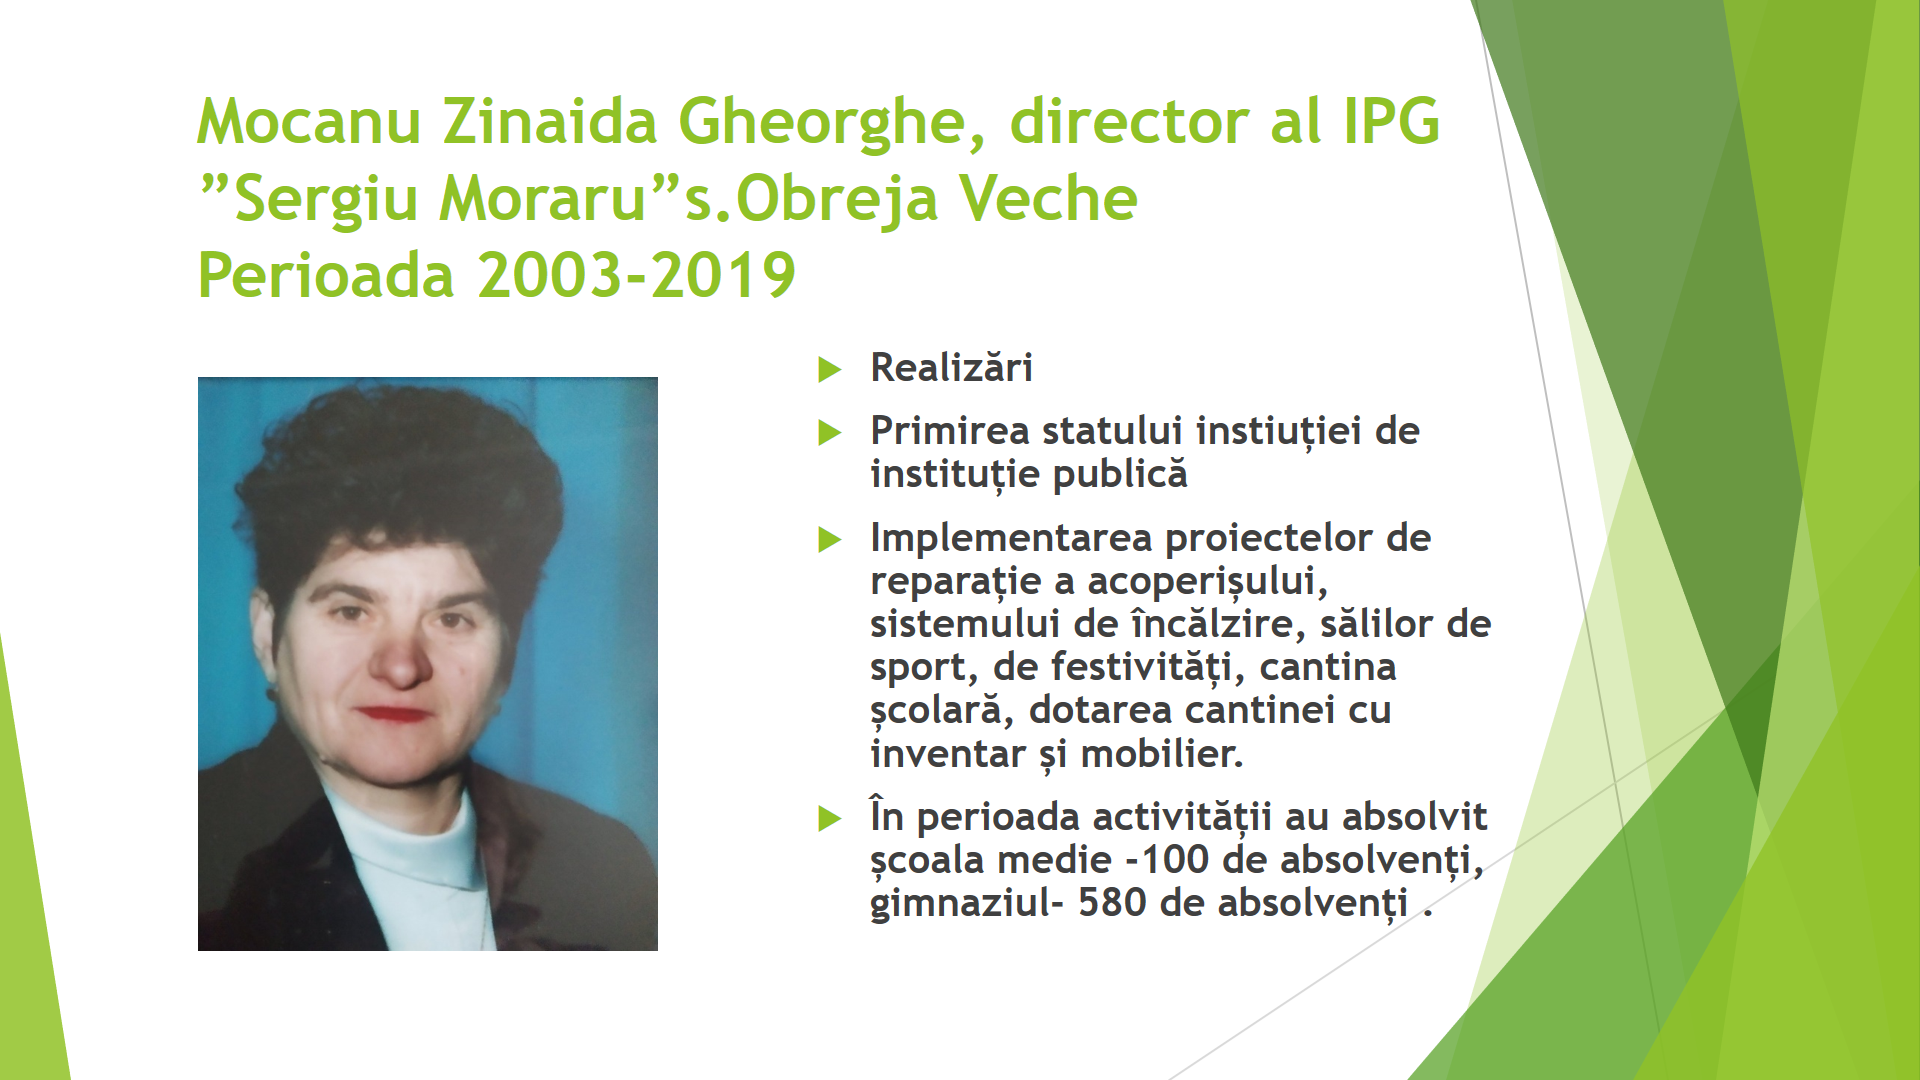 Mocanu Zinaida Gheorghe, director al IPG
”Sergiu Moraru”s.Obreja Veche
Perioada 2003-2019
Realizări
Primirea statului instiuției de
instituție publică
Implementarea proiectelor de
reparație a acoperișului,
sistemului de încălzire, sălilor de
sport, de festivități, cantina
școlară, dotarea cantinei cu
inventar și mobilier.
În perioada activității au absolvit
școala medie -100 de absolvenți,
gimnaziul- 580 de absolvenți .